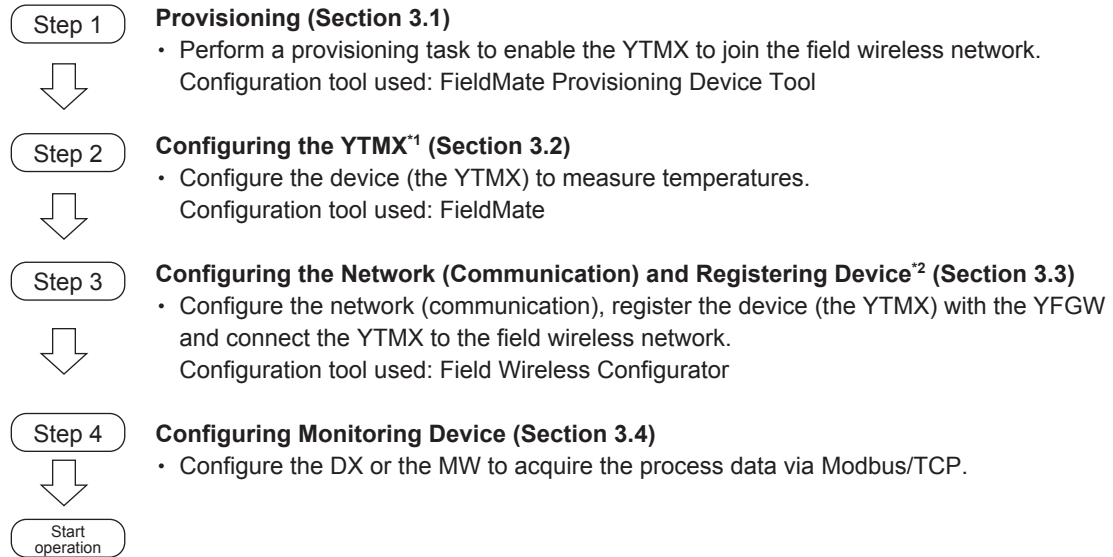 Step 1
Provisioning (Section 3.1)
・ Perform a provisioning task to enable the YTMX to join the field wireless network.
Configuration tool used: FieldMate Provisioning Device Tool
Step 2
Configuring the YTMX*1 (Section 3.2)
・ Configure the device (the YTMX) to measure temperatures.
Configuration tool used: FieldMate
Step 3
Configuring the Network (Communication) and Registering Device*2 (Section 3.3)
・ Configure the network (communication), register the device (the YTMX) with the YFGW
and connect the YTMX to the field wireless network.
Configuration tool used: Field Wireless Configurator
Step 4
Configuring Monitoring Device (Section 3.4)
・ Configure the DX or the MW to acquire the process data via Modbus/TCP.
Start
operation